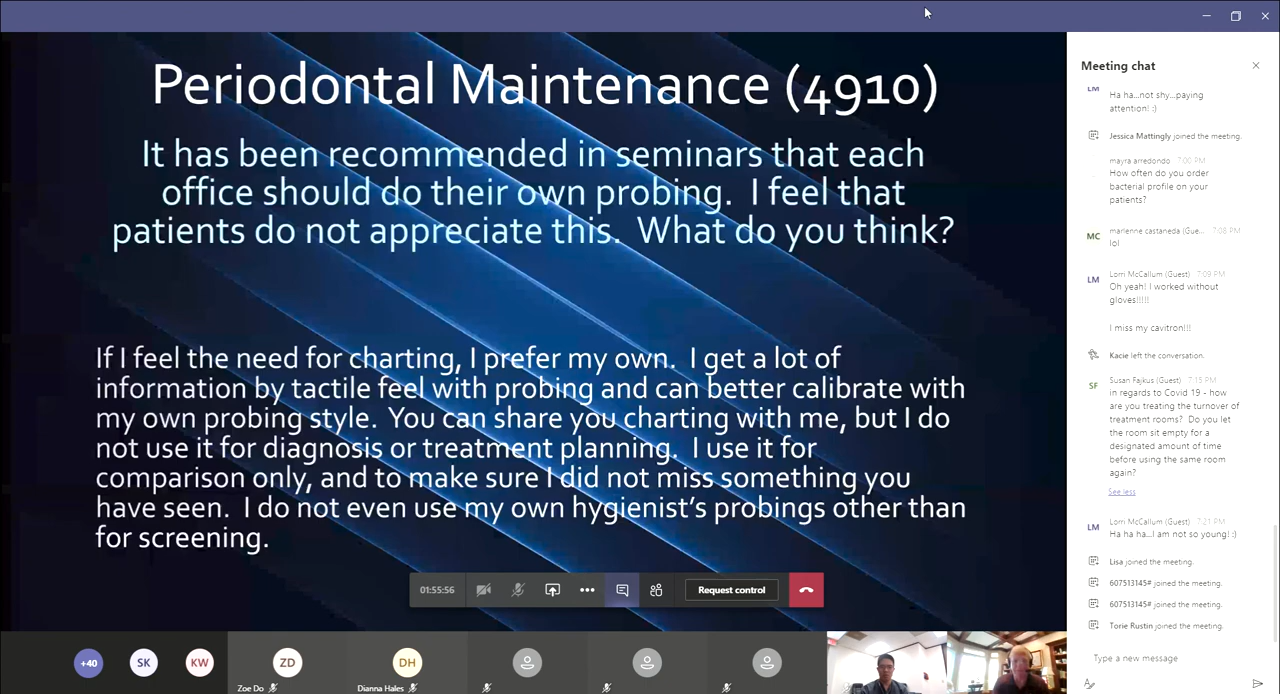 Periodontal Maintenance (4910)
It has been recommended in seminars that each
office should do their own probing.  I feel that
patients do not appreciate this.  What do you think?
If I feel the need for charting, I prefer my own.  I get a lot of
information by tactile feel with probing and can better calibrate with
my own probing style.  You can share you charting with me, but I do
not use it for diagnosis or treatment planning.  I use it for
comparison only, and to make sure I did not miss something you
have seen.  I do not even use my own hygienist's probings other than
for screening.
01:55:56
Request control
+40
SK
KW
ZD
Zoe Do
DH
Dianna Hales
Meeting chat
LM
Ha ha...not shy...paying
attention! :)
Jessica Mattingly joined the meeting.
mayra arredondo 7:00 PM
How often do you order
bacterial profile on your
patients?
MC
marienne castaneda (Gue... 7:08 PM
lol
LM
Lorri McCallum (Guest) 7:09 PM
Oh yeah! I worked without
gloves!!!!!
I miss my cavitron!!!
Kacie left the conversation.
SF
Susan Fajkus (Guest) 7:15 PM
in regards to Covid 19 - how
are you treating the turnover of
treatment rooms?  Do you let
the room sit empty for a
designated amount of time
before using the same room
again?
See less
LM
Lorri McCallum (Guest) 7:21 PM
Ha ha ha...I am not so young! :)
Lisa joined the meeting.
607513145# joined the meeting.
607513145# joined the meeting.
Torie Rustin joined the meeting.
Type a new message